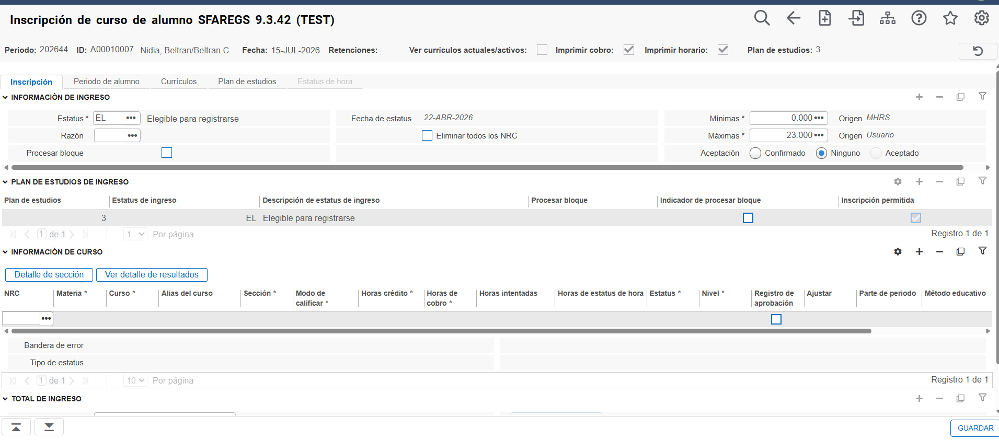 Inscripción de curso de alumno SFAREGS 9.3.42 (TEST)
Periodo: 202644 ID: A00010007 Nidia, Beltran/Beltran C. Fecha: 15-JUL-2026 Retenciones: Ver currículos actuales/activos: Imprimir cobro: Imprimir horario: Plan de estudios: 3
Inscripción Periodo de alumno Currículos Plan de estudios Estatus de hora
INFORMACIÓN DE INGRESO
Estatus * EL ••• Elegible para registrarse Fecha de estatus 22-ABR-2026 Mínimas * 0.000 ••• Origen MHRS
Razón ••• Eliminar todos los NRC Máximas * 23.000 ••• Origen Usuario
Procesar bloque Aceptación Confirmado Ninguno Aceptado
PLAN DE ESTUDIOS DE INGRESO
Plan de estudios Estatus de ingreso Descripción de estatus de ingreso Procesar bloque Indicador de procesar bloque Inscripción permitida
3 EL Elegible para registrarse
1 de 1 1 Por página Registro 1 de 1
INFORMACIÓN DE CURSO
Detalle de sección Ver detalle de resultados
NRC Materia * Curso * Alias del curso Sección * Modo de calificar * Horas crédito * Horas de cobro * Horas intentadas Horas de estatus de hora Estatus * Nivel * Registro de aprobación Ajustar Parte de periodo Método educativo
•••
Bandera de error
Tipo de estatus
1 de 1 10 Por página Registro 1 de 1
TOTAL DE INGRESO
GUARDAR